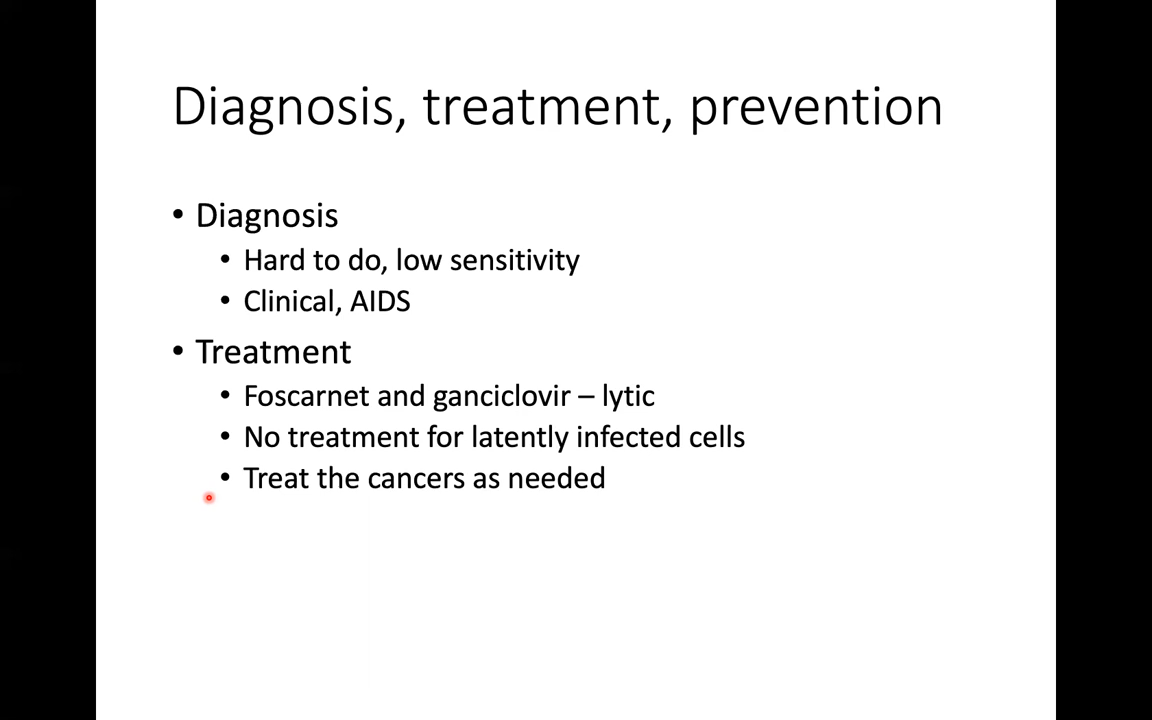 Diagnosis, treatment, prevention
• Diagnosis
• Hard to do, low sensitivity
• Clinical, AIDS
• Treatment
• Foscarnet and ganciclovir – lytic
• No treatment for latently infected cells
• Treat the cancers as needed